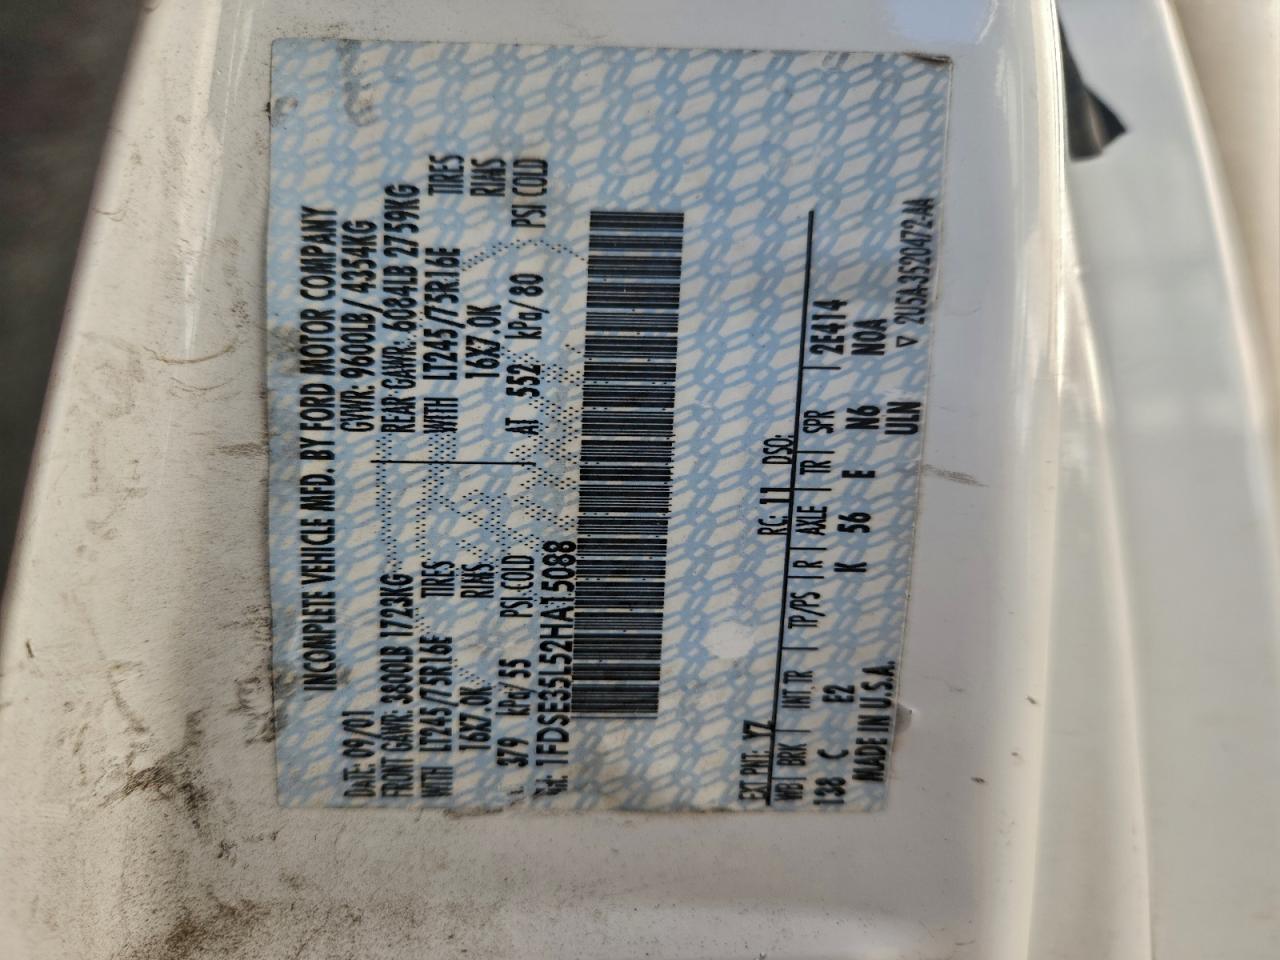 INCOMPLETE VEHICLE MFD. BY FORD MOTOR COMPANY
DATE: 09/01 GVWR: 9600LB/ 4354KG
FRONT GAWR: 3800LB 1723KG REAR GAWR: 6084LB 2759KG
WITH LT245/75R16E TIRES WITH LT245/75R16E TIRES
16X7.0K RIMS 16X7.0K RIMS
379 kPa/ 55 PSI COLD AT 552 kPa/ 80 PSI COLD
1FDSE35L52HA15088
EXT PNT: YZ RC: 11 DSO:
WB BRK INT TR TP/PS R AXLE TR SPR 2E414
138 C E2 K 56 E N6 NOA
MADE IN U.S.A. ULN ▽ 2U5A-3520472-AA